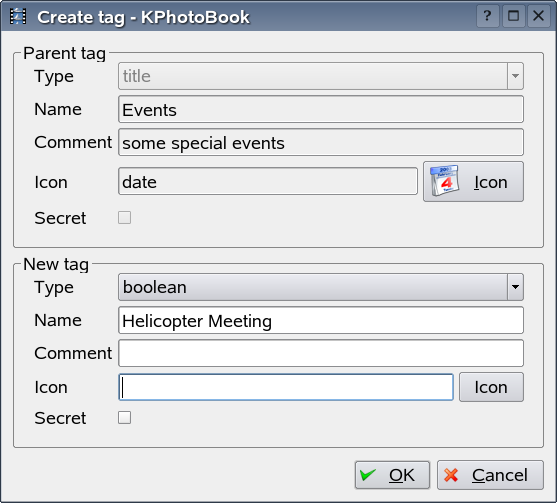 Create tag - KPhotoBook ?
Parent tag
Type title
Name Events
Comment some special events
Icon date 4 Icon
Secret
New tag
Type boolean
Name Helicopter Meeting
Comment
Icon Icon
Secret
OK Cancel